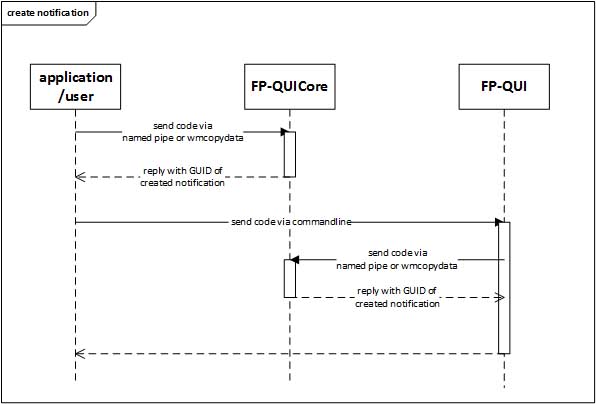 create notification
application
/user
FP-QUICore
FP-QUI
send code via
named pipe or wmcopydata
reply with GUID of
created notification
send code via commandline
send code via
named pipe or wmcopydata
reply with GUID of
created notification